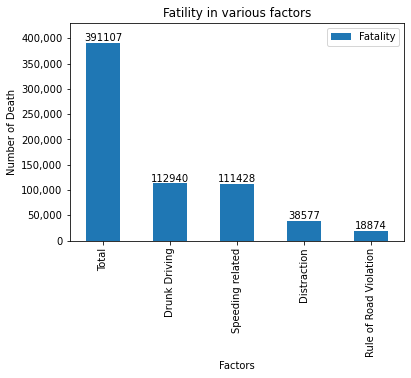 Fatility in various factors
Fatality
Number of Death
400,000
350,000
300,000
250,000
200,000
150,000
100,000
50,000
0
391107
112940
111428
38577
18874
Total
Drunk Driving
Speeding related
Distraction
Rule of Road Violation
Factors